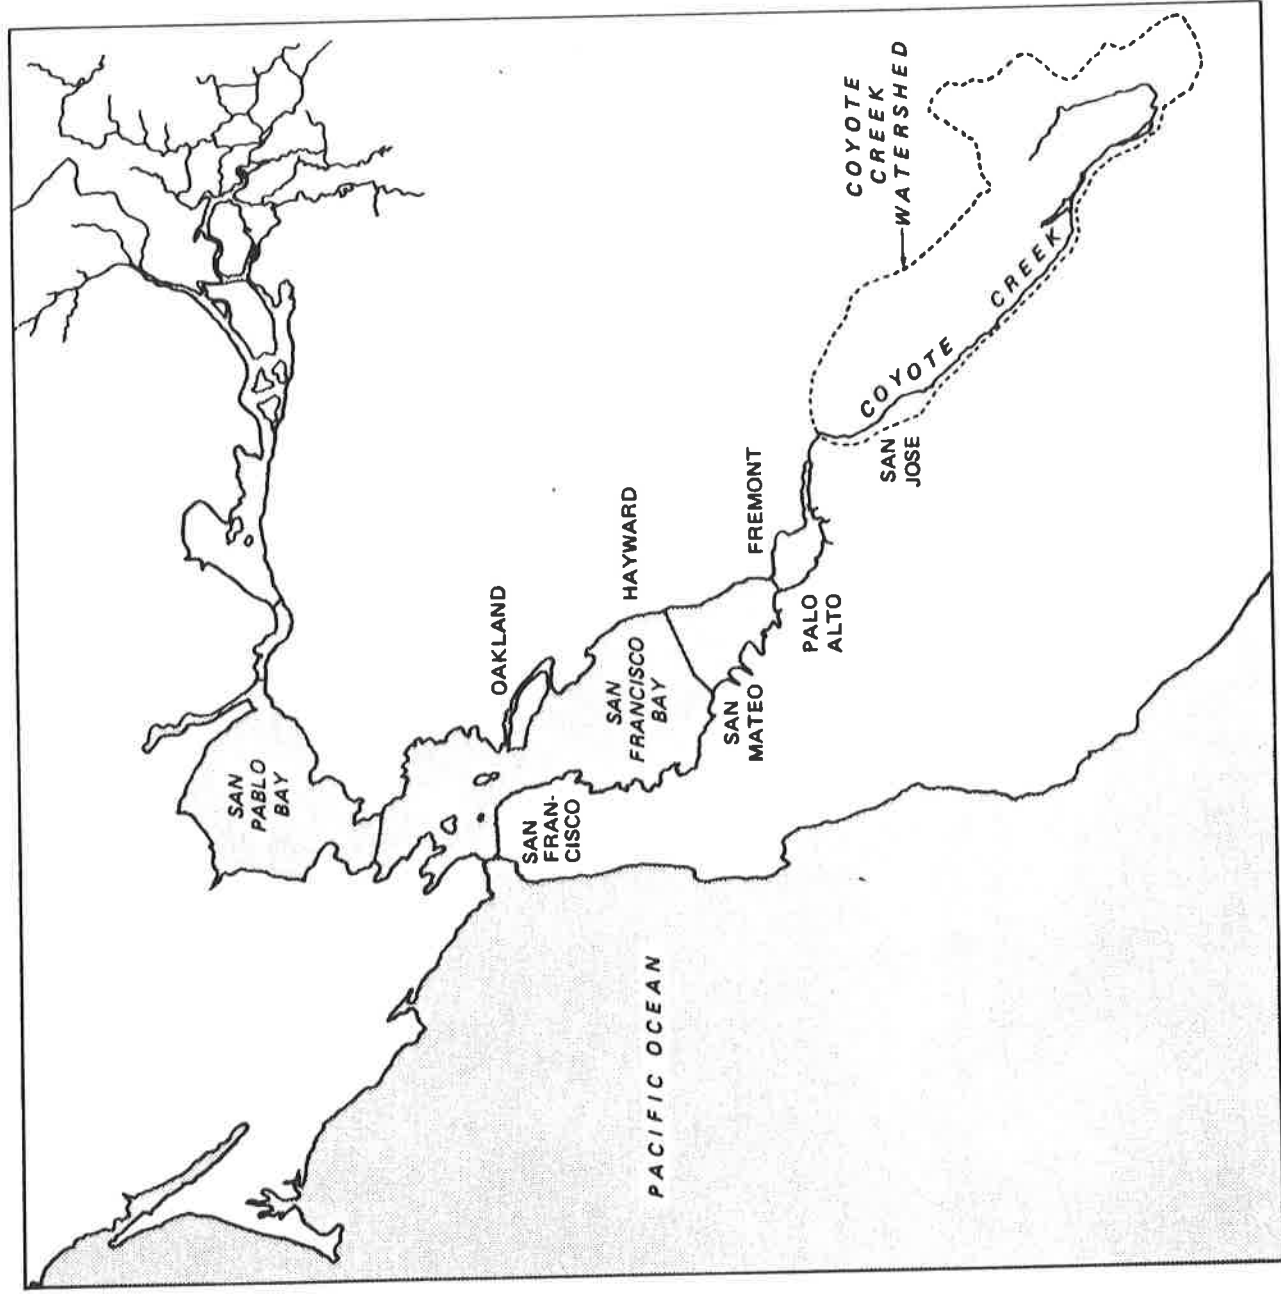 COYOTE
CREEK
WATERSHED
COYOTE CREEK
SAN
JOSE
FREMONT
HAYWARD
OAKLAND
PALO
ALTO
SAN
FRANCISCO
BAY
SAN
MATEO
SAN
PABLO
BAY
SAN
FRAN-
CISCO
PACIFIC OCEAN